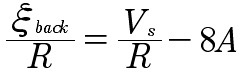 ξ_back / R = V_s / R − 8A